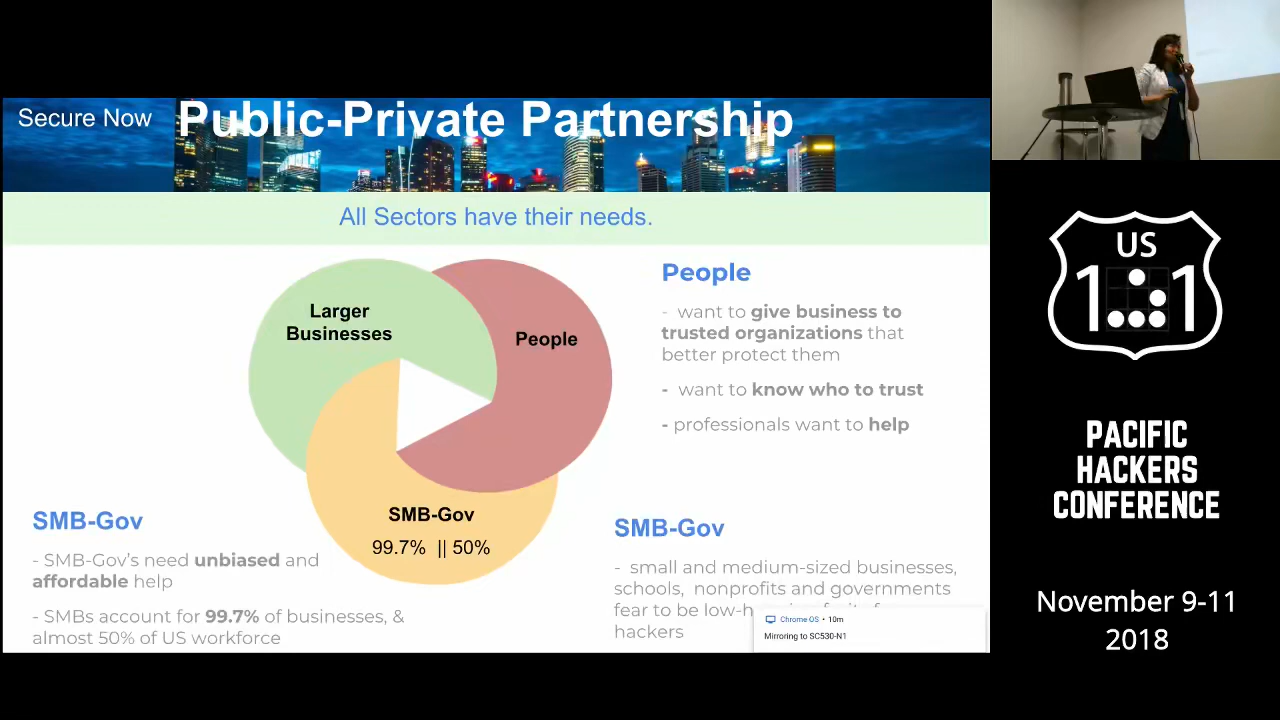 Secure Now
Public-Private Partnership
All Sectors have their needs.
Larger
Businesses
People
SMB-Gov
99.7% || 50%
People
- want to give business to
trusted organizations that
better protect them
- want to know who to trust
- professionals want to help
SMB-Gov
- SMB-Gov's need unbiased and
affordable help
- SMBs account for 99.7% of businesses, &
almost 50% of US workforce
SMB-Gov
- small and medium-sized businesses,
schools, nonprofits and governments
fear to be
hackers
Chrome OS • 10m
Mirroring to SC530-N1
US
1 1
PACIFIC
HACKERS
CONFERENCE
November 9-11
2018